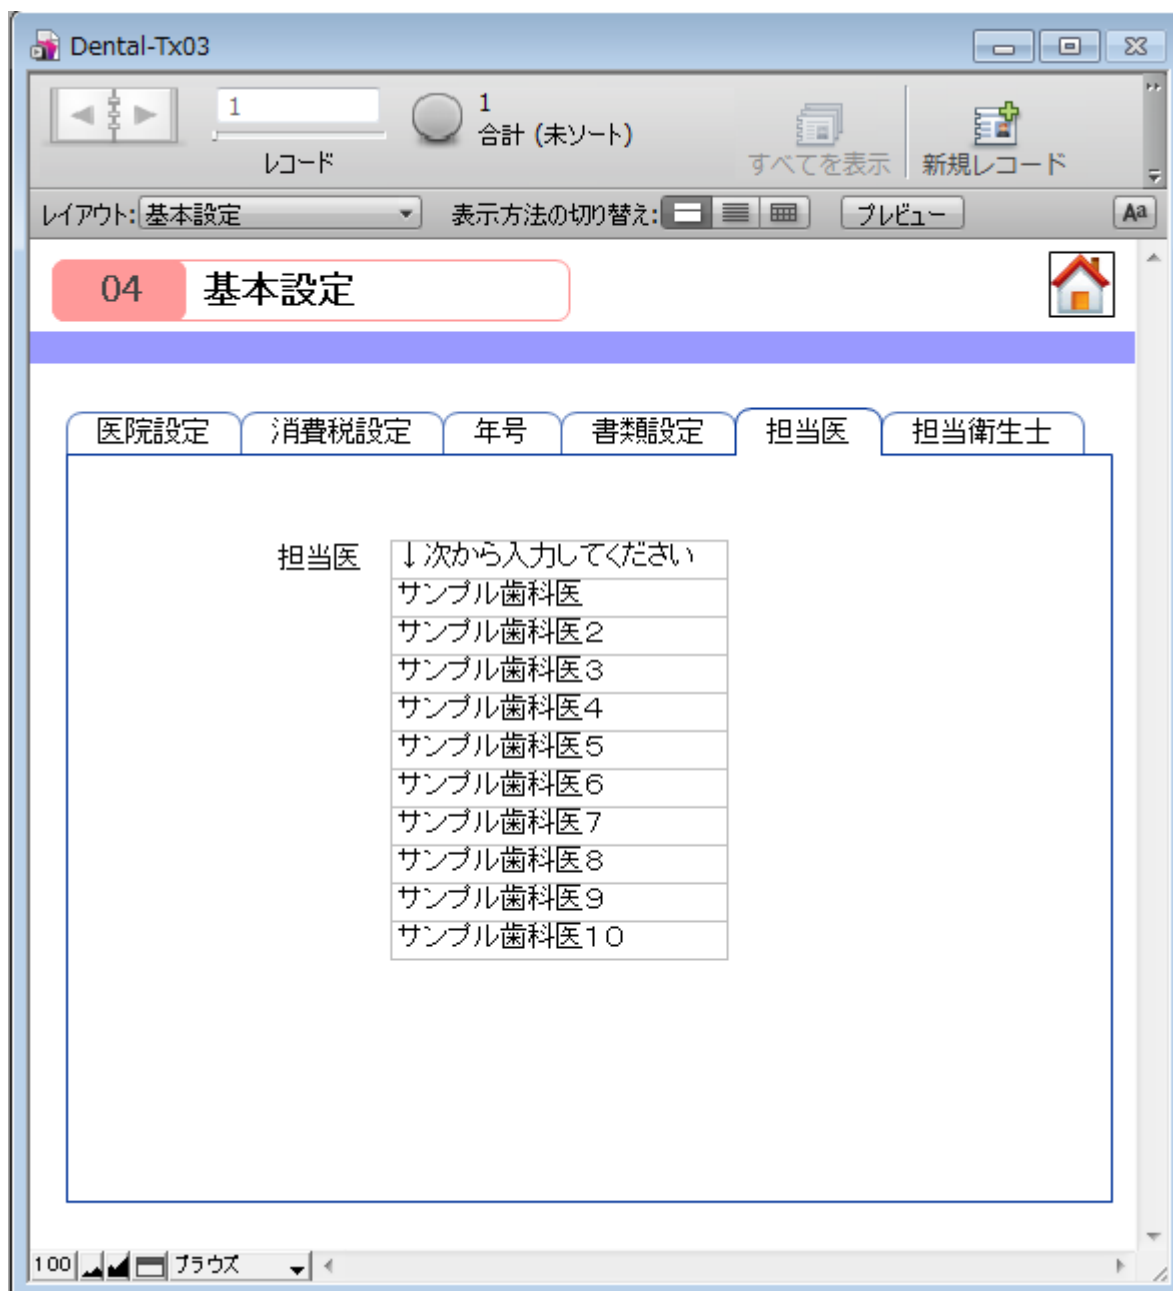 Dental-Tx03
1
レコード
1
合計 (未ソート)
すべてを表示
新規レコード
レイアウト: 基本設定
表示方法の切り替え:
プレビュー
Aa
04 基本設定
医院設定 消費税設定 年号 書類設定 担当医 担当衛生士
担当医 ↓次から入力してください
サンプル歯科医
サンプル歯科医２
サンプル歯科医３
サンプル歯科医４
サンプル歯科医５
サンプル歯科医６
サンプル歯科医７
サンプル歯科医８
サンプル歯科医９
サンプル歯科医１０
100 ブラウズ